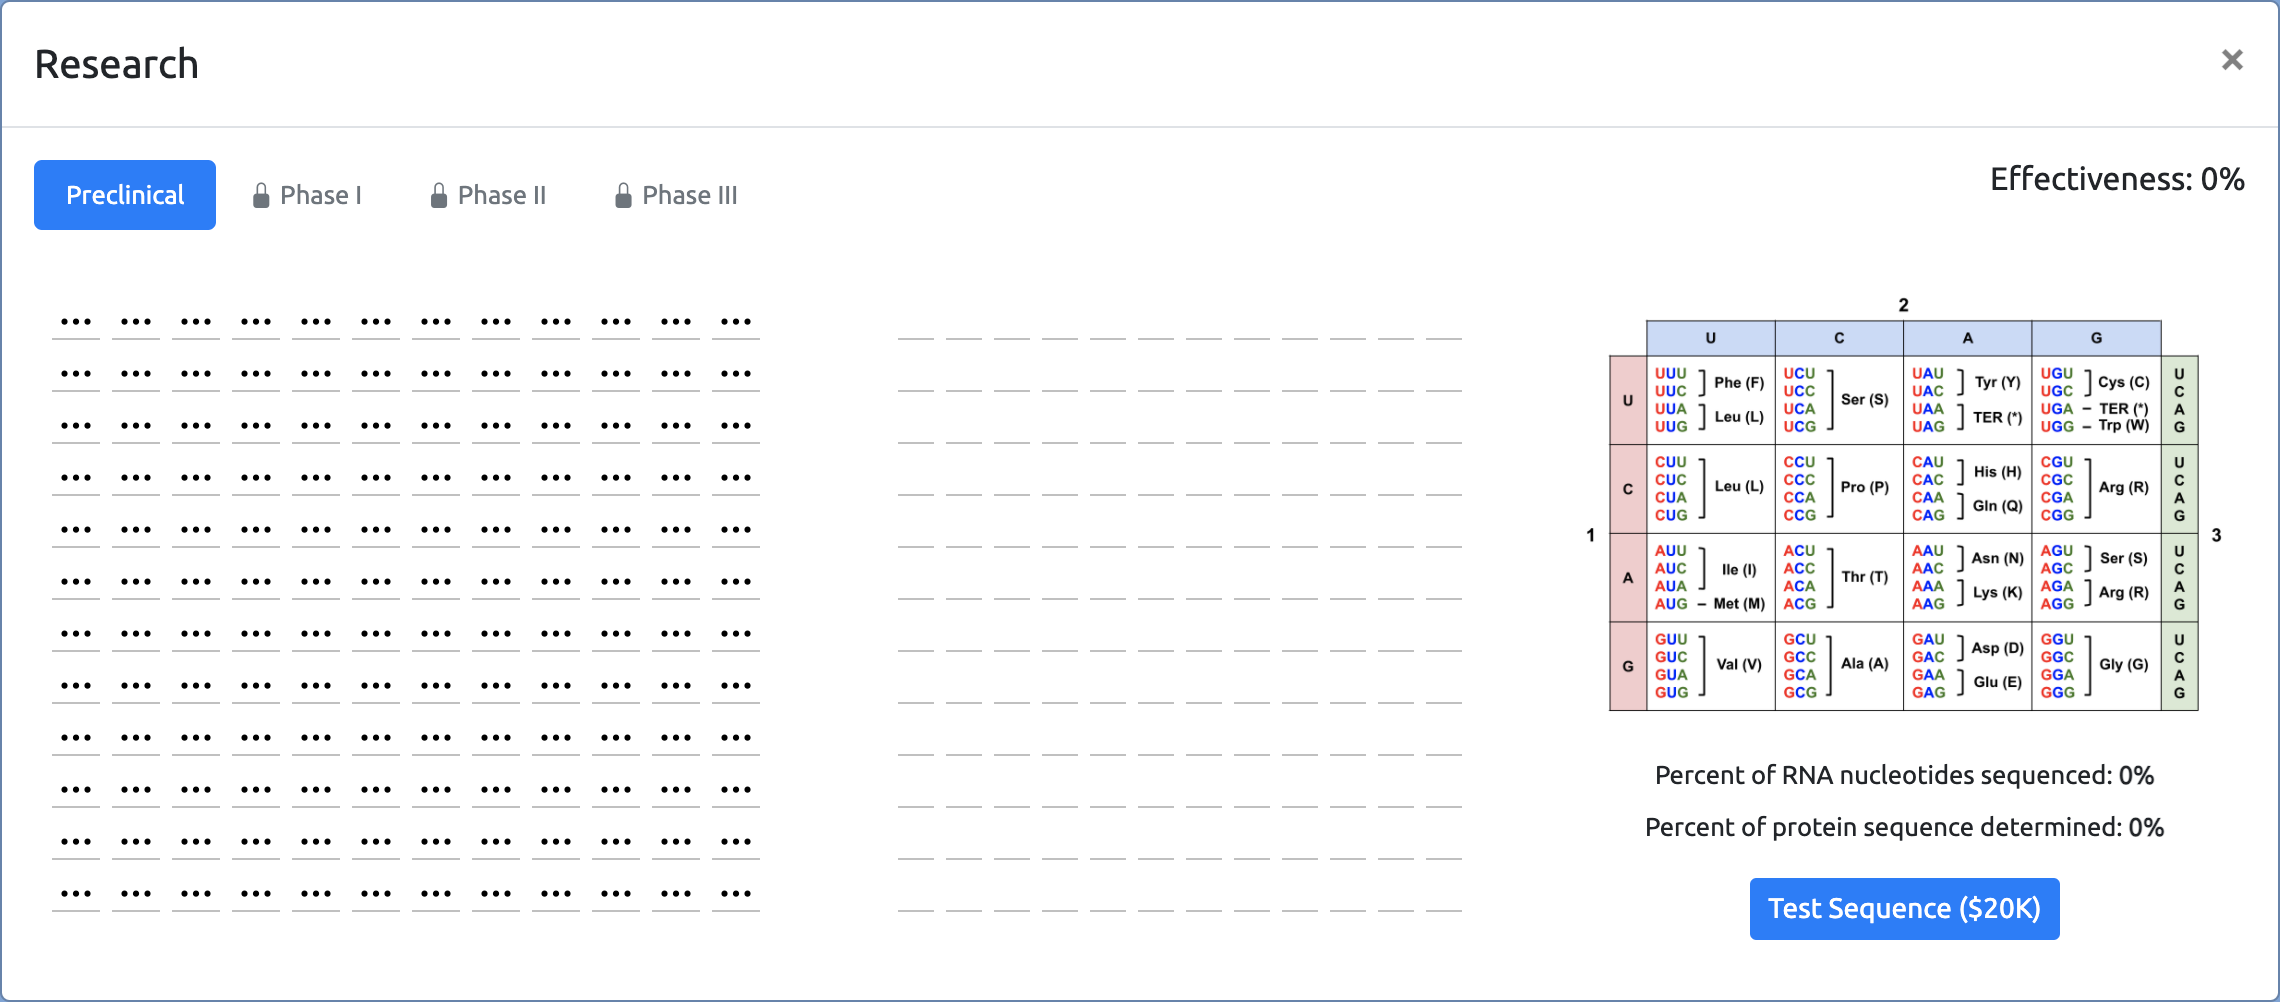 Research
×
Preclinical Phase I Phase II Phase III
Effectiveness: 0%
... ... ... ... ... ... ... ... ... ... ... ...
... ... ... ... ... ... ... ... ... ... ... ...
... ... ... ... ... ... ... ... ... ... ... ...
... ... ... ... ... ... ... ... ... ... ... ...
... ... ... ... ... ... ... ... ... ... ... ...
... ... ... ... ... ... ... ... ... ... ... ...
... ... ... ... ... ... ... ... ... ... ... ...
... ... ... ... ... ... ... ... ... ... ... ...
... ... ... ... ... ... ... ... ... ... ... ...
... ... ... ... ... ... ... ... ... ... ... ...
... ... ... ... ... ... ... ... ... ... ... ...
... ... ... ... ... ... ... ... ... ... ... ...
2
U C A G
1
3
U
UUU
UUC
Phe (F)
UUA
UUG
Leu (L)
UCU
UCC
UCA
UCG
Ser (S)
UAU
UAC
Tyr (Y)
UAA
UAG
TER (*)
UGU
UGC
Cys (C)
UGA – TER (*)
UGG – Trp (W)
U
C
A
G
C
CUU
CUC
CUA
CUG
Leu (L)
CCU
CCC
CCA
CCG
Pro (P)
CAU
CAC
His (H)
CAA
CAG
Gln (Q)
CGU
CGC
CGA
CGG
Arg (R)
U
C
A
G
A
AUU
AUC
AUA
Ile (I)
AUG – Met (M)
ACU
ACC
ACA
ACG
Thr (T)
AAU
AAC
Asn (N)
AAA
AAG
Lys (K)
AGU
AGC
Ser (S)
AGA
AGG
Arg (R)
U
C
A
G
G
GUU
GUC
GUA
GUG
Val (V)
GCU
GCC
GCA
GCG
Ala (A)
GAU
GAC
Asp (D)
GAA
GAG
Glu (E)
GGU
GGC
GGA
GGG
Gly (G)
U
C
A
G
Percent of RNA nucleotides sequenced: 0%
Percent of protein sequence determined: 0%
Test Sequence ($20K)